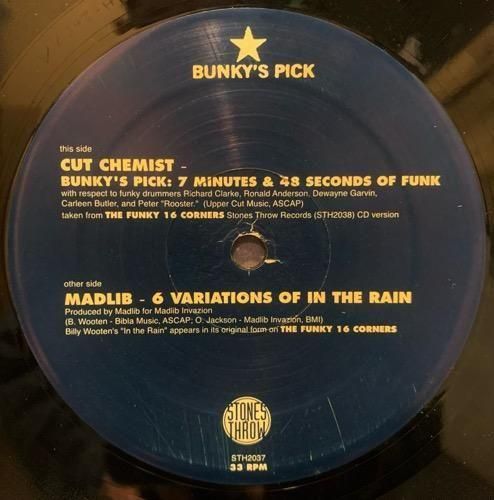 BUNKY'S PICK
this side
CUT CHEMIST -
BUNKY'S PICK: 7 MINUTES & 48 SECONDS OF FUNK
with respect to funky drummers Richard Clarke, Ronald Anderson, Dewayne Garvin,
Carleen Butler, and Peter "Rooster." (Upper Cut Music, ASCAP)
taken from THE FUNKY 16 CORNERS Stones Throw Records (STH2038) CD version
other side
MADLIB - 6 VARIATIONS OF IN THE RAIN
Produced by Madlib for Madlib Invazion
(B. Wooten - Bibla Music, ASCAP; O. Jackson - Madlib Invazion, BMI)
Billy Wooten's "In the Rain" appears in its original form on THE FUNKY 16 CORNERS
STONES
THROW
STH2037
33 RPM